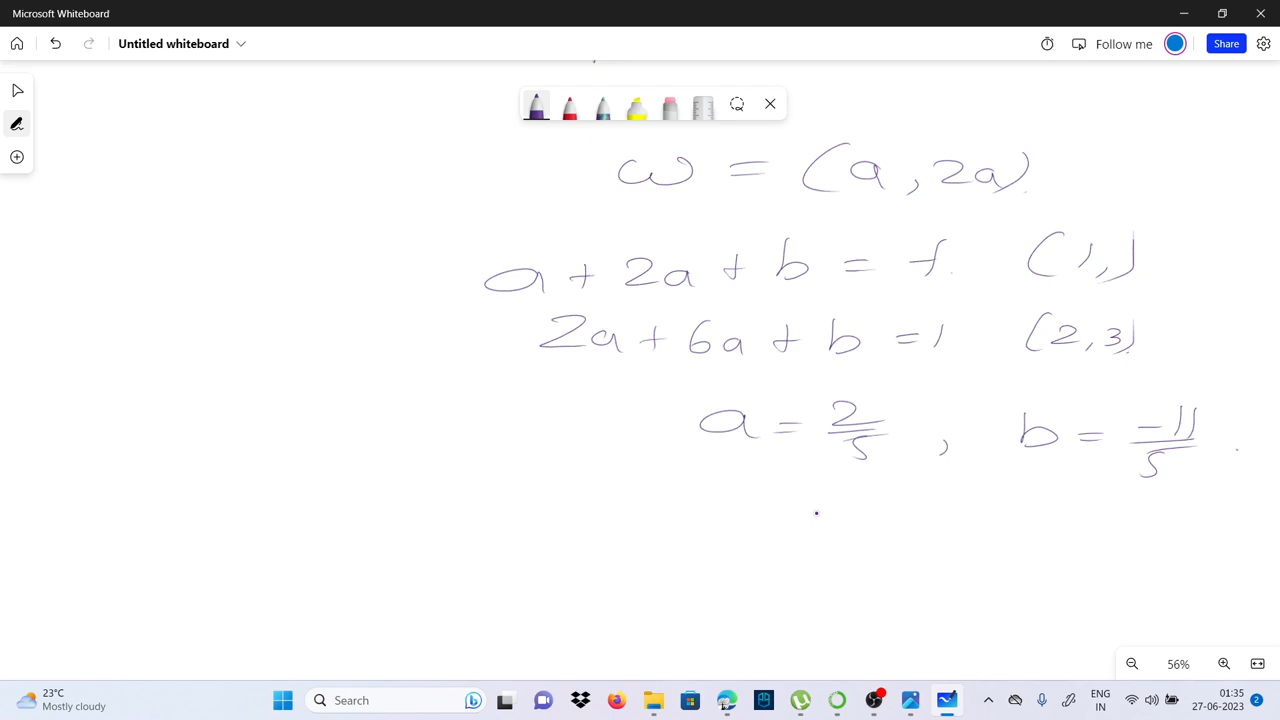 Microsoft Whiteboard
Untitled whiteboard
Follow me
Share
ω = (a, 2a)
a + 2a + b = -1. (1,1)
2a + 6a + b = 1 (2, 3)
a = 2/5 , b = -11/5 .
56%
23°C
Mostly cloudy
Search
ENG
IN
01:35
27-06-2023
2